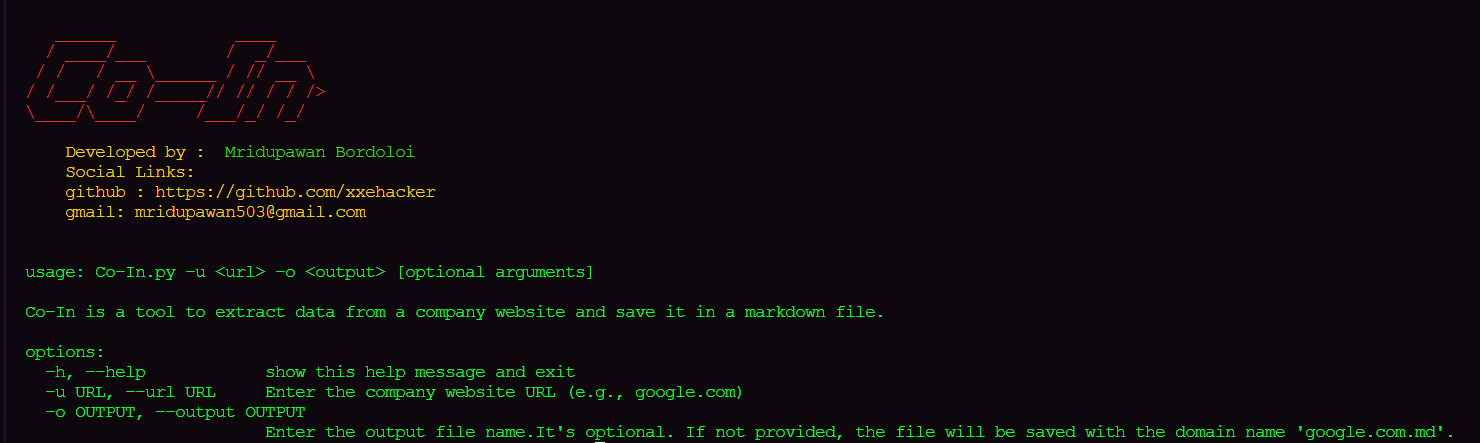 Co-In
Developed by :  Mridupawan Bordoloi
Social Links:
github : https://github.com/xxehacker
gmail: mridupawan503@gmail.com
usage: Co-In.py -u <url> -o <output> [optional arguments]
Co-In is a tool to extract data from a company website and save it in a markdown file.
options:
-h, --help            show this help message and exit
-u URL, --url URL     Enter the company website URL (e.g., google.com)
-o OUTPUT, --output OUTPUT
Enter the output file name.It's optional. If not provided, the file will be saved with the domain name 'google.com.md'.